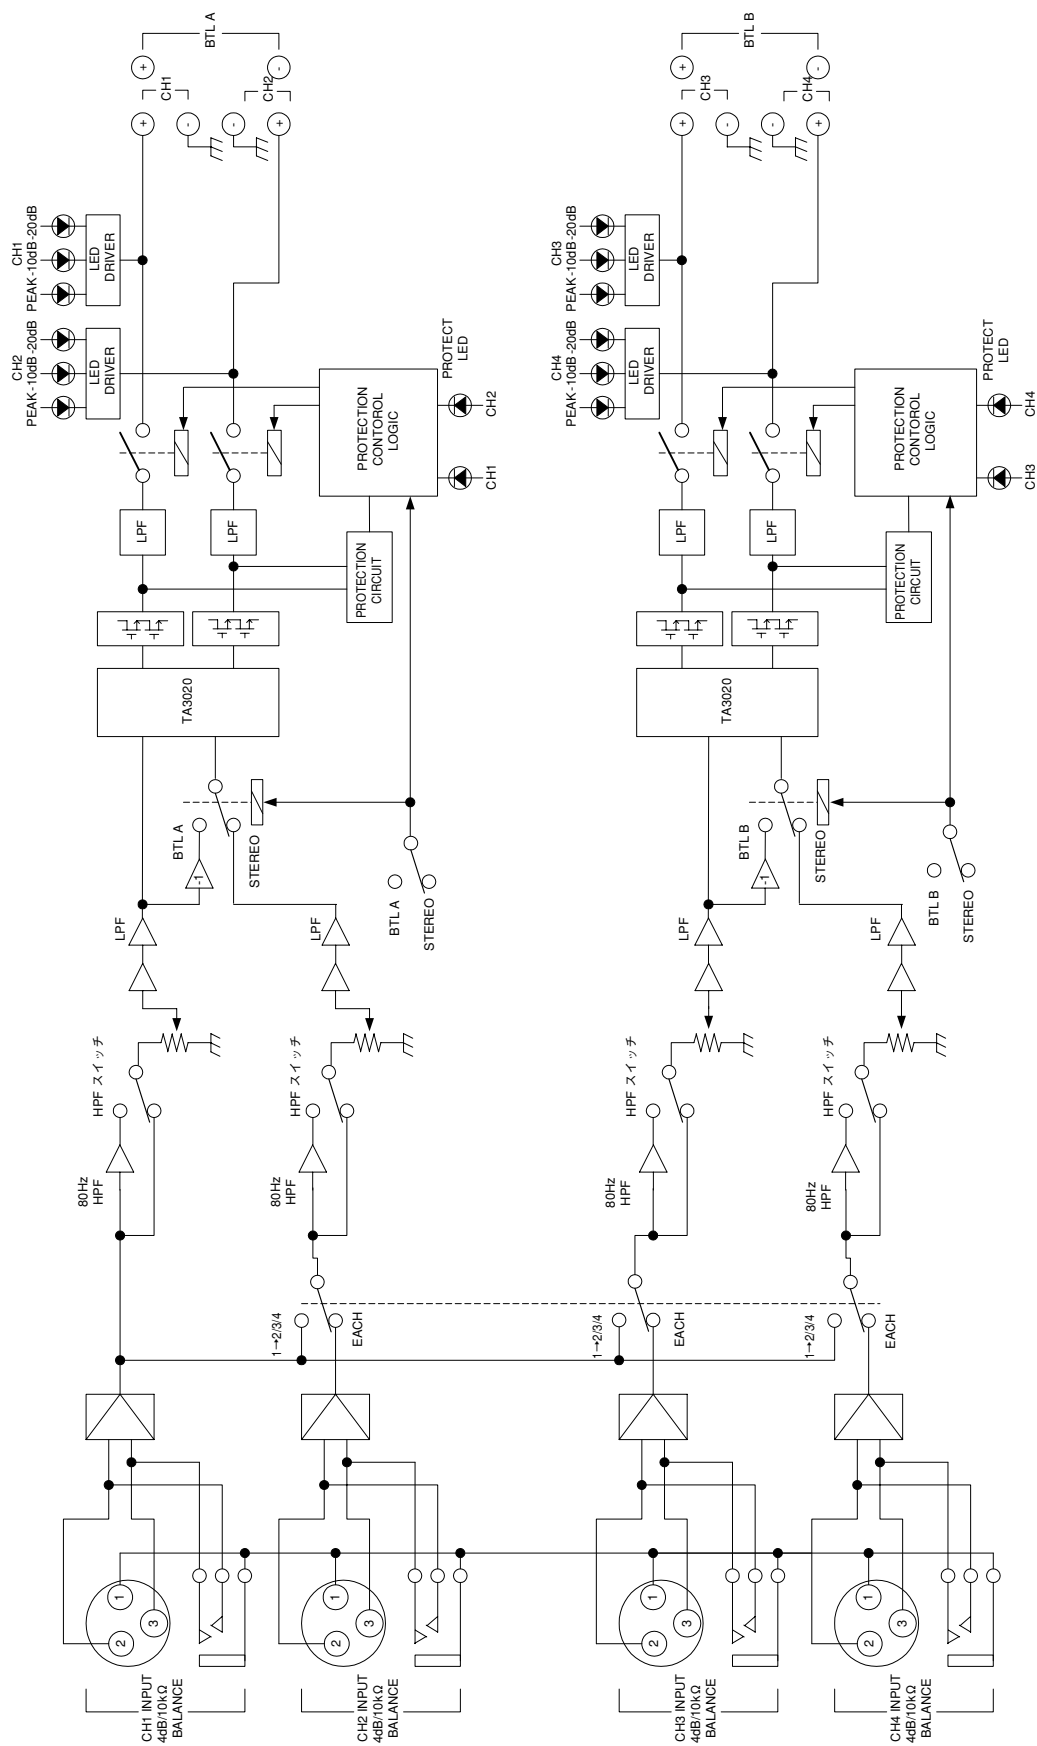 CH1 INPUT
4dB/10kΩ
BALANCE
1
2
3
80Hz
HPF
HPF スイッチ
LPF
-1
BTL A
STEREO
TA3020
LPF
CH2
PEAK -10dB -20dB
LED
DRIVER
CH1
PEAK -10dB -20dB
LED
DRIVER
+
-
CH1
+
BTL A
CH2 INPUT
4dB/10kΩ
BALANCE
1
2
3
1→2/3/4
EACH
80Hz
HPF
HPF スイッチ
LPF
BTL A
STEREO
LPF
PROTECTION
CIRCUIT
PROTECTION
CONTOROL
LOGIC
CH1
CH2
PROTECT
LED
-
+
CH2
-
CH3 INPUT
4dB/10kΩ
BALANCE
1
2
3
1→2/3/4
EACH
80Hz
HPF
HPF スイッチ
LPF
-1
BTL B
STEREO
TA3020
LPF
CH4
PEAK -10dB -20dB
LED
DRIVER
CH3
PEAK -10dB -20dB
LED
DRIVER
+
-
CH3
+
BTL B
CH4 INPUT
4dB/10kΩ
BALANCE
1
2
3
1→2/3/4
EACH
80Hz
HPF
HPF スイッチ
LPF
BTL B
STEREO
LPF
PROTECTION
CIRCUIT
PROTECTION
CONTOROL
LOGIC
CH3
CH4
PROTECT
LED
-
+
CH4
-